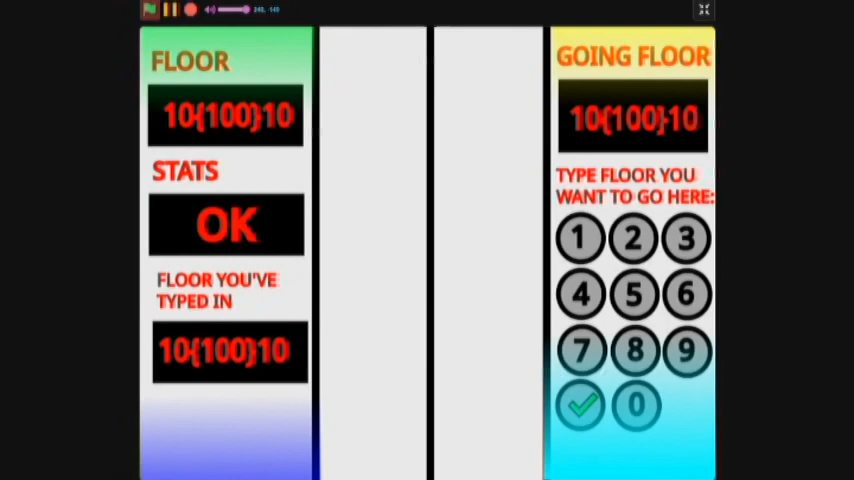 FLOOR
10{100}10
STATS
OK
FLOOR YOU'VE
TYPED IN
10{100}10
GOING FLOOR
10{100}10
TYPE FLOOR YOU
WANT TO GO HERE:
1 2 3
4 5 6
7 8 9
0